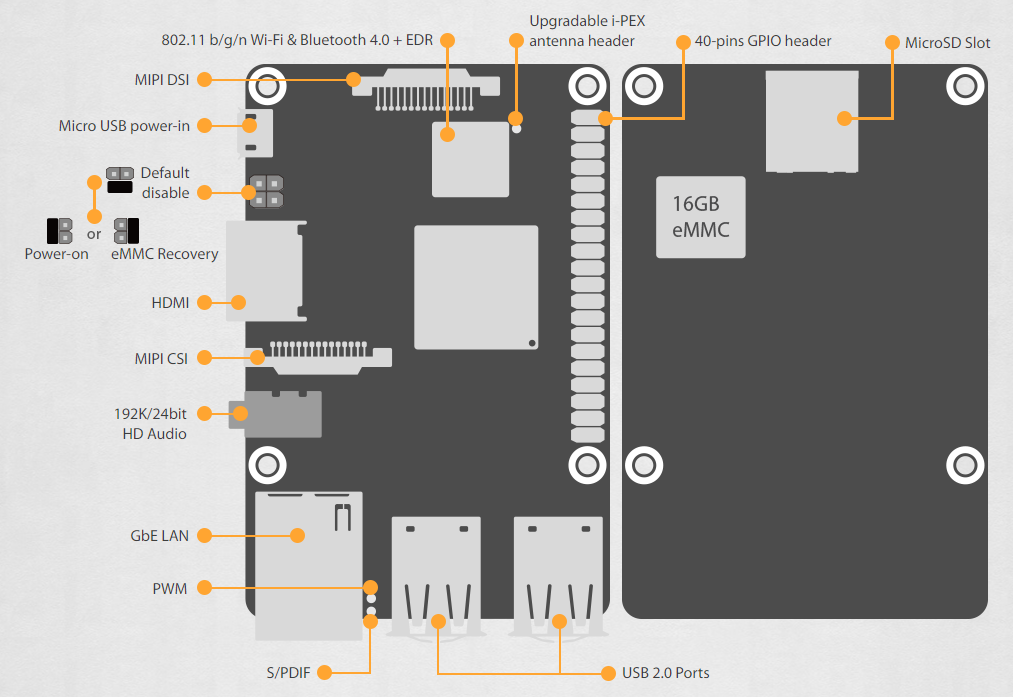 Upgradable i-PEX
antenna header
802.11 b/g/n Wi-Fi & Bluetooth 4.0 + EDR
40-pins GPIO header
MicroSD Slot
MIPI DSI
Micro USB power-in
Default
disable
or
Power-on
eMMC Recovery
16GB
eMMC
HDMI
MIPI CSI
192K/24bit
HD Audio
GbE LAN
PWM
S/PDIF
USB 2.0 Ports